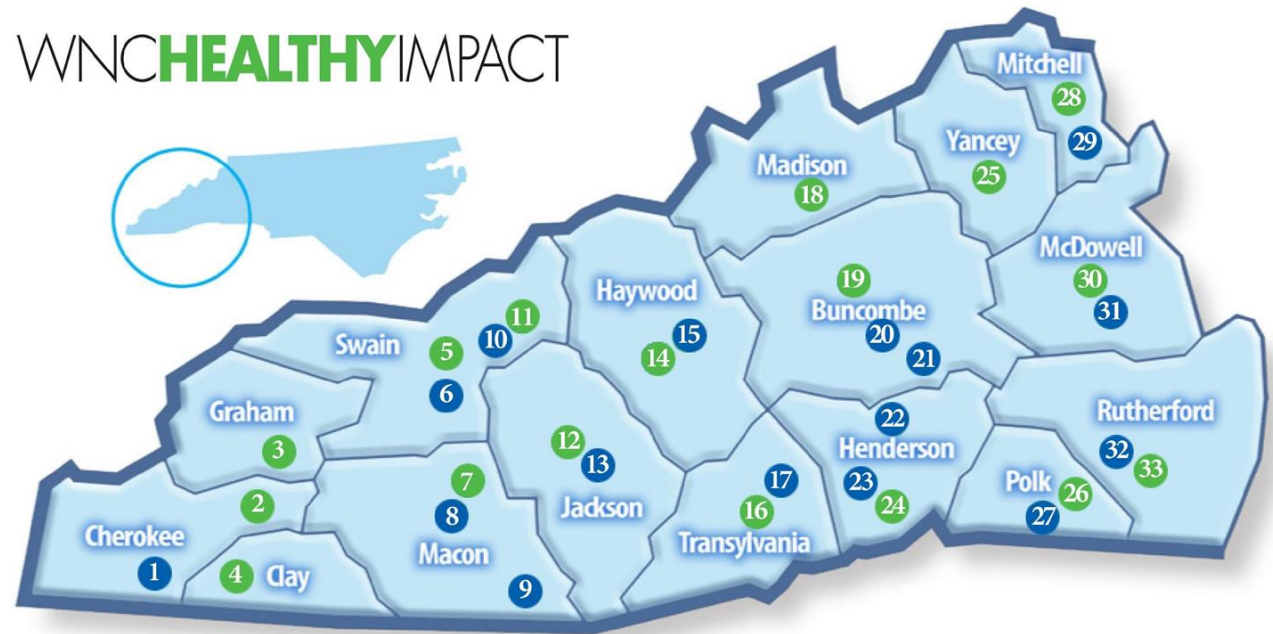 WNCHEALTHYIMPACT
Mitchell
28
29
Yancey
25
Madison
18
McDowell
30
31
Haywood
15
14
19
Buncombe
20
21
11
10
Swain
5
6
Graham
3
12
13
Jackson
22
Henderson
23
24
Rutherford
32
33
17
16
Transylvania
Polk
26
27
7
8
Macon
9
2
Cherokee
1
4
Clay